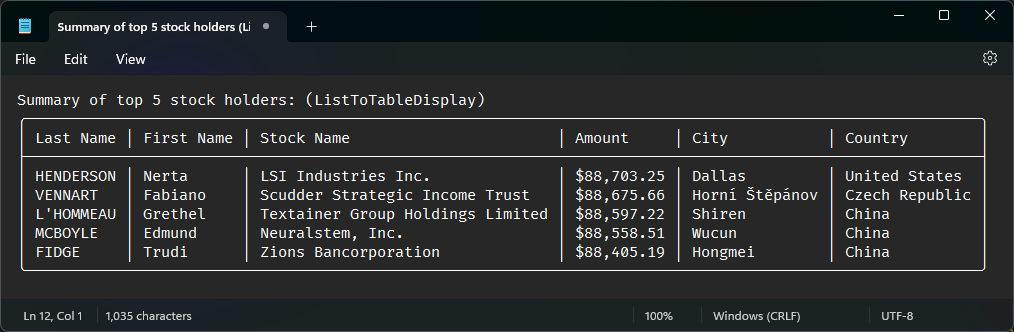 Summary of top 5 stock holders (Li
File Edit View
Summary of top 5 stock holders: (ListToTableDisplay)
Last Name | First Name | Stock Name | Amount | City | Country
HENDERSON | Nerta | LSI Industries Inc. | $88,703.25 | Dallas | United States
VENNART | Fabiano | Scudder Strategic Income Trust | $88,675.66 | Horní Štěpánov | Czech Republic
L'HOMMEAU | Grethel | Textainer Group Holdings Limited | $88,597.22 | Shiren | China
MCBOYLE | Edmund | Neuralstem, Inc. | $88,558.51 | Wucun | China
FIDGE | Trudi | Zions Bancorporation | $88,405.19 | Hongmei | China
Ln 12, Col 1 1,035 characters 100% Windows (CRLF) UTF-8